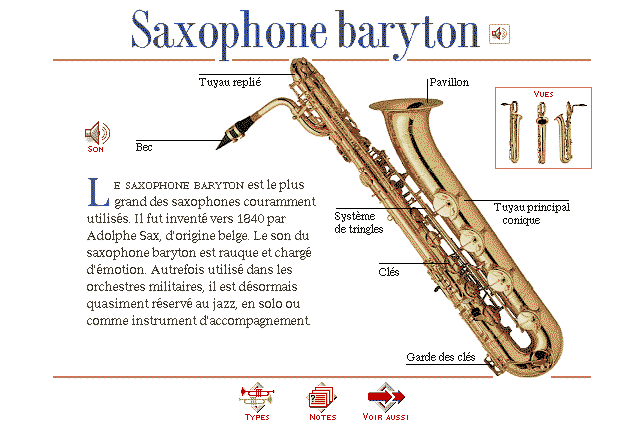 Saxophone baryton
Tuyau replié
Pavillon
Vues
Son
Bec
Le saxophone baryton est le plus
grand des saxophones couramment
utilisés. Il fut inventé vers 1840 par
Adolphe Sax, d'origine belge. Le son du
saxophone baryton est rauque et chargé
d'émotion. Autrefois utilisé dans les
orchestres militaires, il est désormais
quasiment réservé au jazz, en solo ou
comme instrument d'accompagnement.
Système
de tringles
Tuyau principal
conique
Clés
Garde des clés
Types
Notes
Voir aussi